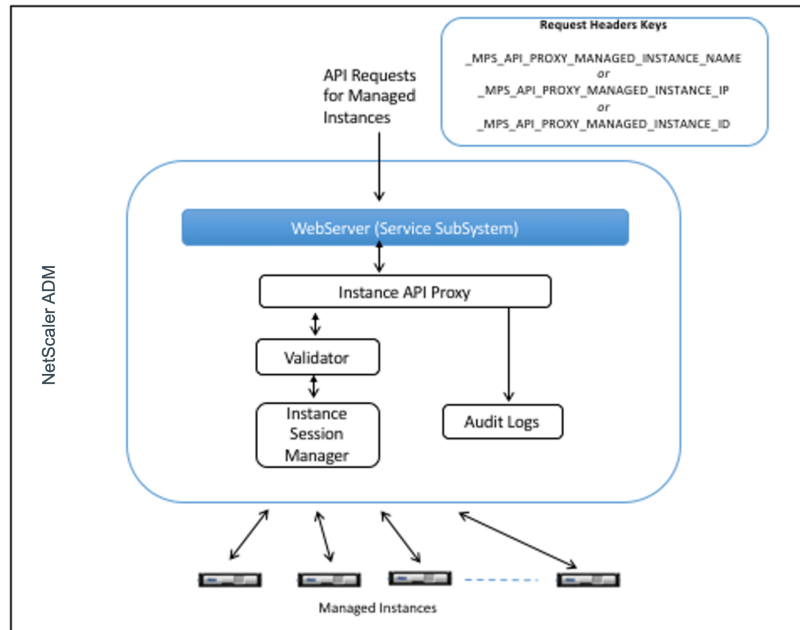 Request Headers Keys
_MPS_API_PROXY_MANAGED_INSTANCE_NAME
or
_MPS_API_PROXY_MANAGED_INSTANCE_IP
or
_MPS_API_PROXY_MANAGED_INSTANCE_ID
API Requests
for Managed
Instances
WebServer (Service SubSystem)
Instance API Proxy
Validator
Instance
Session
Manager
Audit Logs
NetScaler ADM
Managed Instances